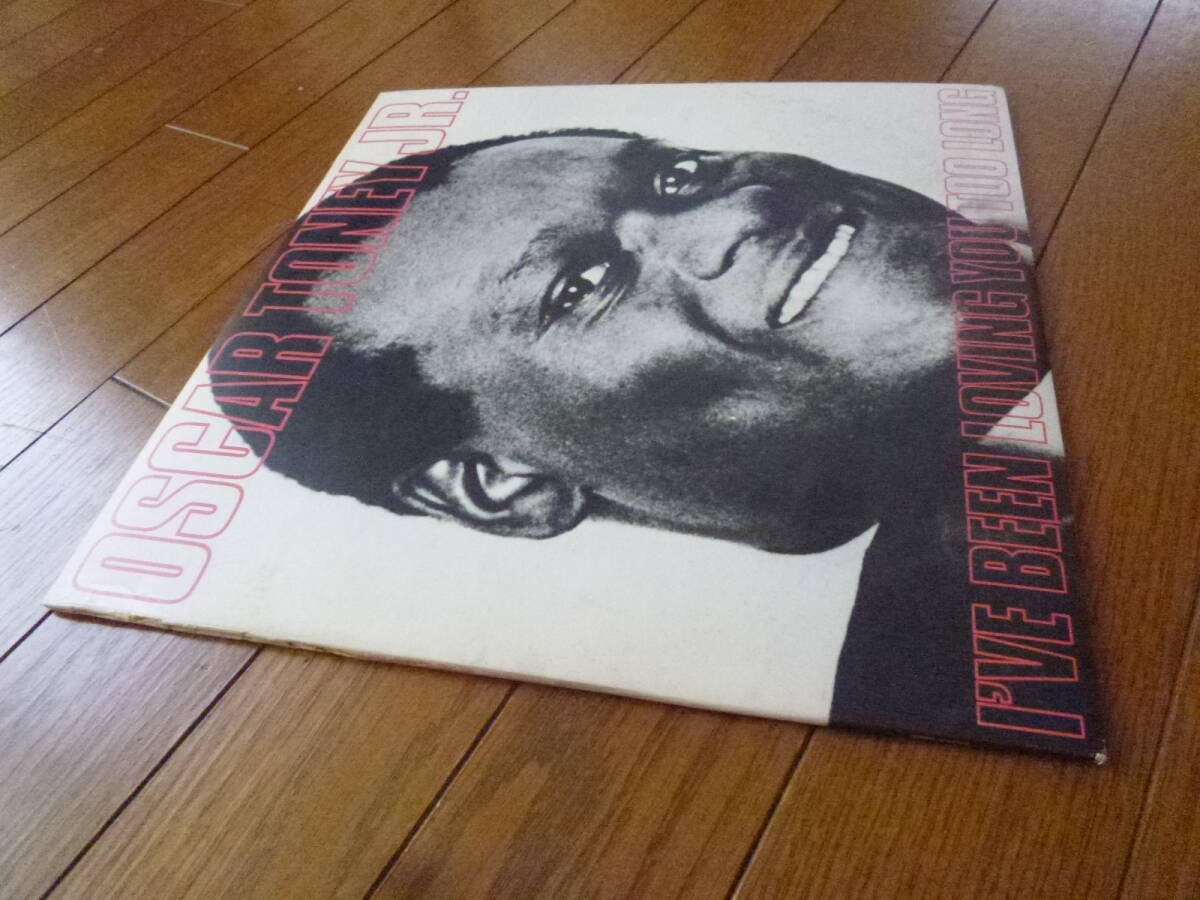 OSCAR TONEY JR.
I'VE BEEN LOVING YOU TOO LONG